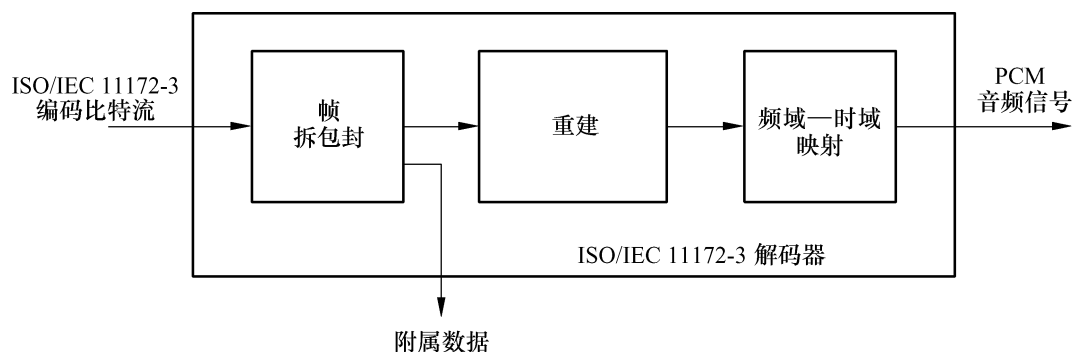 ISO/IEC 11172-3
编码比特流
帧
拆包封
重建
频域—时域
映射
PCM
音频信号
ISO/IEC 11172-3 解码器
附属数据